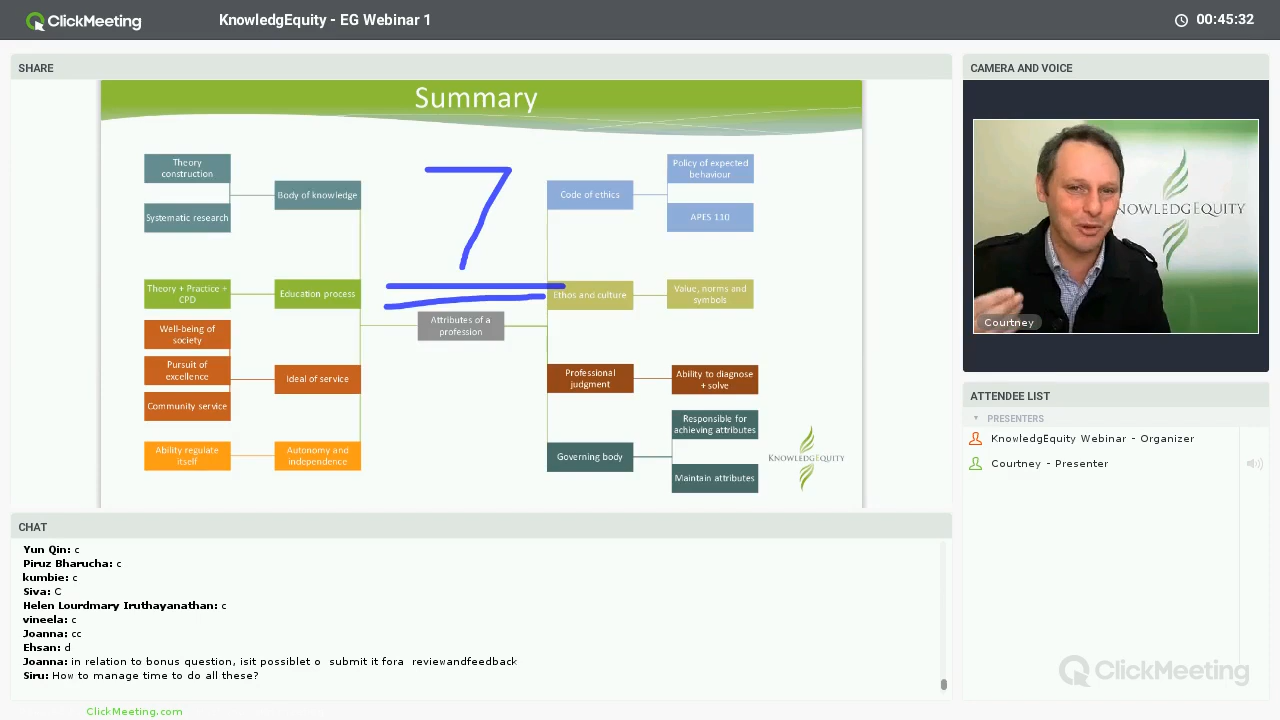 ClickMeeting
KnowledgEquity - EG Webinar 1
00:45:32
SHARE
Summary
Theory
construction
Systematic research
Body of knowledge
Theory + Practice +
CPD
Education process
Well-being of
society
Pursuit of
excellence
Community service
Ideal of service
Ability regulate
itself
Autonomy and
independence
7
Attributes of a
profession
Code of ethics
Policy of expected
behaviour
APES 110
Ethos and culture
Value, norms and
symbols
Professional
judgment
Ability to diagnose
+ solve
Governing body
Responsible for
achieving attributes
Maintain attributes
KNOWLEDGEQUITY
CAMERA AND VOICE
KNOWLEDGEQUITY
Courtney
ATTENDEE LIST
PRESENTERS
KnowledgEquity Webinar - Organizer
Courtney - Presenter
CHAT
Yun Qin: c
Piruz Bharucha: c
kumbie: c
Siva: C
Helen Lourdmary Iruthayanathan: c
vineela: c
Joanna: cc
Ehsan: d
Joanna: in relation to bonus question, isit possiblet o submit it fora reviewandfeedback
Siru: How to manage time to do all these?
ClickMeeting
ClickMeeting.com